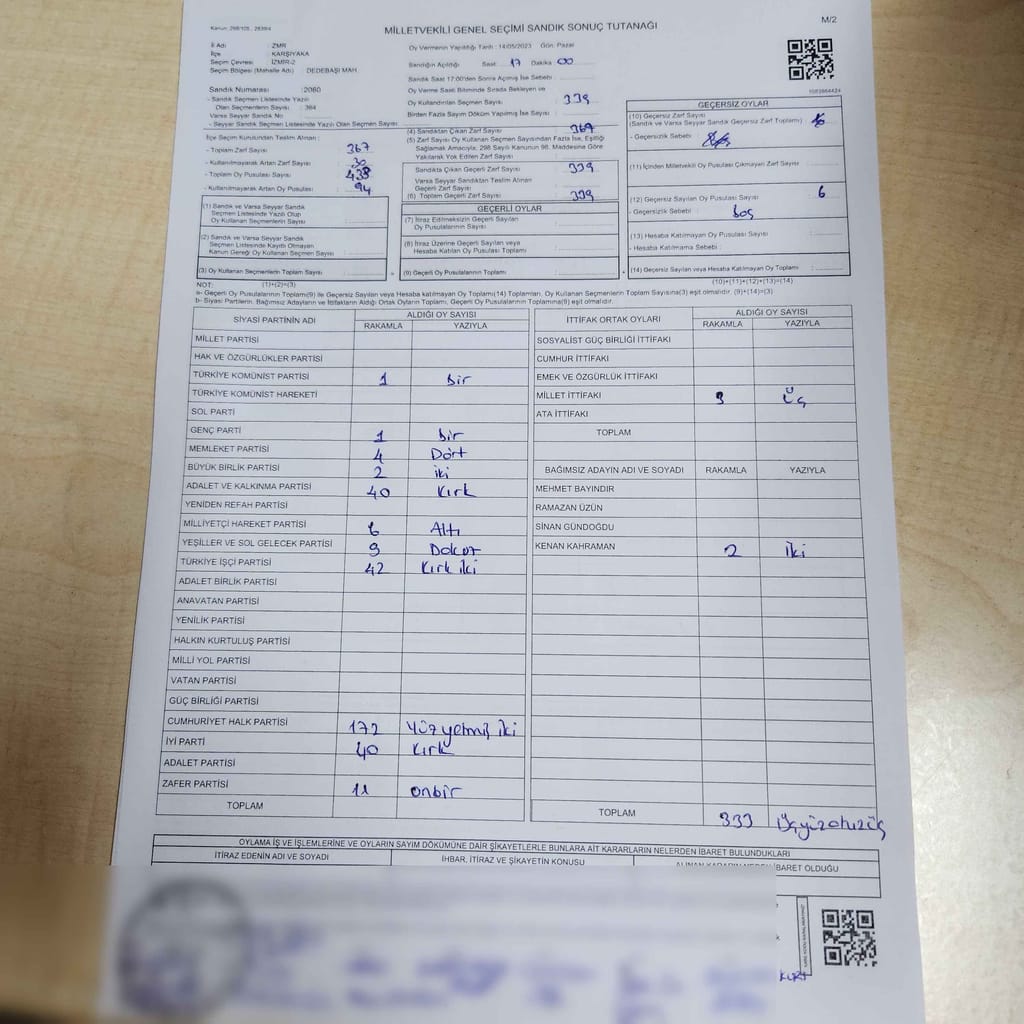 Kanun: 298/105 , 2839/4
MİLLETVEKİLİ GENEL SEÇİMİ SANDIK SONUÇ TUTANAĞI
M/2
İl Adı : İZMİR
İlçe : KARŞIYAKA
Seçim Çevresi : İZMİR-2
Seçim Bölgesi (Mahalle Adı) : DEDEBAŞI MAH.
Oy Vermenin Yapıldığı Tarih : 14/05/2023 Gün: Pazar
Sandığın Açıldığı Saat: 17 Dakika 00
Sandık Saat 17:00'den Sonra Açılmış İse Sebebi :
Sandık Numarası : 2060
- Sandık Seçmen Listesinde Yazılı
Olan Seçmenlerin Sayısı : 364
Varsa Seyyar Sandık No :
- Seyyar Sandık Seçmen Listesinde Yazılı Olan Seçmen Sayısı:
Oy Verme Saati Bitiminde Sırada Bekleyen ve
Oy Kullandırılan Seçmen Sayısı: 339
Birden Fazla Sayım Döküm Yapılmış İse Sayısı :
İlçe Seçim Kurulundan Teslim Alınan :
- Toplam Zarf Sayısı : 367
- Kullanılmayarak Artan Zarf Sayısı : 30
- Toplam Oy Pusulası Sayısı : 438
- Kullanılmayarak Artan Oy Pusulası : 94
(1) Sandık ve Varsa Seyyar Sandık
Seçmen Listesinde Yazılı Olup
Oy Kullanan Seçmenlerin Sayısı :
(2) Sandık ve Varsa Seyyar Sandık
Seçmen Listesinde Kayıtlı Olmayan
Kanun Gereği Oy Kullanan Seçmen Sayısı :
(3) Oy Kullanan Seçmenlerin Toplam Sayısı :
(4) Sandıktan Çıkan Zarf Sayısı : 367
(5) Zarf Sayısı Oy Kullanan Seçmen Sayısından Fazla İse, Eşitliği
Sağlamak Amacıyla, 298 Sayılı Kanunun 98. Maddesine Göre
Yakılarak Yok Edilen Zarf Sayısı :
Sandıkta Çıkan Geçerli Zarf Sayısı : 339
Varsa Seyyar Sandıktan Teslim Alınan
Geçerli Zarf Sayısı :
(6) Toplam Geçerli Zarf Sayısı : 339
GEÇERLİ OYLAR
(7) İtiraz Edilmeksizin Geçerli Sayılan
Oy Pusulalarının Sayısı :
(8) İtiraz Üzerine Geçerli Sayılan veya
Hesaba Katılan Oy Pusulası Toplamı :
(9) Geçerli Oy Pusulalarının Toplamı :
GEÇERSİZ OYLAR
(10) Geçersiz Zarf Sayısı
(Sandık ve Varsa Seyyar Sandık Geçersiz Zarf Toplamı) :
- Geçersizlik Sebebi :
(11) İçinden Milletvekili Oy Pusulası Çıkmayan Zarf Sayısı :
(12) Geçersiz Sayılan Oy Pusulası Sayısı : 6
- Geçersizlik Sebebi : boş
(13) Hesaba Katılmayan Oy Pusulası Sayısı :
- Hesaba Katılmama Sebebi :
(14) Geçersiz Sayılan veya Hesaba Katılmayan Oy Toplamı :
NOT: (1)+(2)=(3) (10)+(11)+(12)+(13)=(14)
a- Geçerli Oy Pusulalarının Toplamı(9) ile Geçersiz Sayılan veya Hesaba katılmayan Oy Toplamı(14) Toplamları, Oy Kullanan Seçmenlerin Toplam Sayısına(3) eşit olmalıdır. (9)+(14)=(3)
b- Siyasi Partilerin, Bağımsız Adayların ve İttifakların Aldığı Ortak Oyların Toplamı, Geçerli Oy Pusulalarının Toplamına(9) eşit olmalıdır.
SİYASİ PARTİNİN ADI ALDIĞI OY SAYISI
RAKAMLA YAZIYLA
MİLLET PARTİSİ
HAK VE ÖZGÜRLÜKLER PARTİSİ
TÜRKİYE KOMÜNİST PARTİSİ 1 bir
TÜRKİYE KOMÜNİST HAREKETİ
SOL PARTİ
GENÇ PARTİ 1 bir
MEMLEKET PARTİSİ 4 Dört
BÜYÜK BİRLİK PARTİSİ 2 iki
ADALET VE KALKINMA PARTİSİ 40 Kırk
YENİDEN REFAH PARTİSİ
MİLLİYETÇİ HAREKET PARTİSİ 6 Altı
YEŞİLLER VE SOL GELECEK PARTİSİ 9 Dokuz
TÜRKİYE İŞÇİ PARTİSİ 42 Kırk iki
ADALET BİRLİK PARTİSİ
ANAVATAN PARTİSİ
YENİLİK PARTİSİ
HALKIN KURTULUŞ PARTİSİ
MİLLİ YOL PARTİSİ
VATAN PARTİSİ
GÜÇ BİRLİĞİ PARTİSİ
CUMHURİYET HALK PARTİSİ 172 Yüz yetmiş iki
İYİ PARTİ 40 Kırk
ADALET PARTİSİ
ZAFER PARTİSİ 11 onbir
TOPLAM
İTTİFAK ORTAK OYLARI ALDIĞI OY SAYISI
RAKAMLA YAZIYLA
SOSYALİST GÜÇ BİRLİĞİ İTTİFAKI
CUMHUR İTTİFAKI
EMEK VE ÖZGÜRLÜK İTTİFAKI
MİLLET İTTİFAKI 3 üç
ATA İTTİFAKI
TOPLAM
BAĞIMSIZ ADAYIN ADI VE SOYADI RAKAMLA YAZIYLA
MEHMET BAYINDIR
RAMAZAN ÜZÜN
SİNAN GÜNDOĞDU
KENAN KAHRAMAN 2 İki
TOPLAM 333 Üçyüzotuzüç
OYLAMA İŞ VE İŞLEMLERİNE VE OYLARIN SAYIM DÖKÜMÜNE DAİR ŞİKAYETLERLE BUNLARA AİT KARARLARIN NELERDEN İBARET BULUNDUKLARI
İTİRAZ EDENİN ADI VE SOYADI İHBAR, İTİRAZ VE ŞİKAYETİN KONUSU ALINAN KARARIN NEDEN İBARET OLDUĞU
KURT